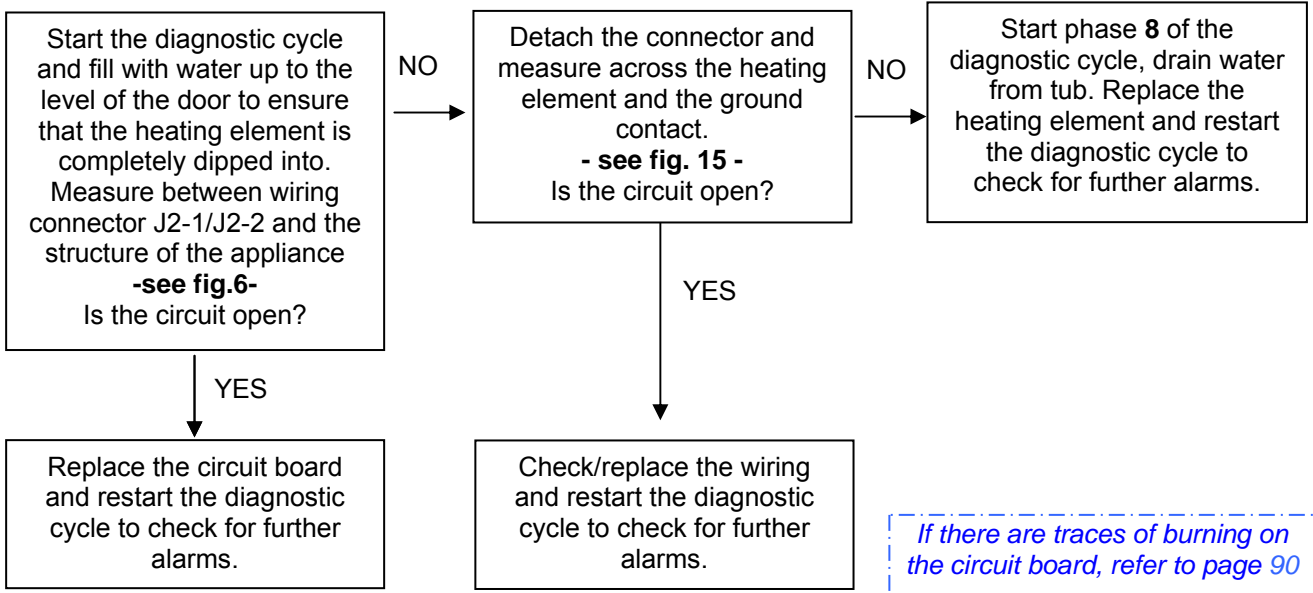 Start the diagnostic cycle
and fill with water up to the
level of the door to ensure
that the heating element is
completely dipped into.
Measure between wiring
connector J2-1/J2-2 and the
structure of the appliance
-see fig.6-
Is the circuit open?
NO
Detach the connector and
measure across the heating
element and the ground
contact.
- see fig. 15 -
Is the circuit open?
NO
Start phase 8 of the
diagnostic cycle, drain water
from tub. Replace the
heating element and restart
the diagnostic cycle to
check for further alarms.
YES
YES
Replace the circuit board
and restart the diagnostic
cycle to check for further
alarms.
Check/replace the wiring
and restart the diagnostic
cycle to check for further
alarms.
If there are traces of burning on
the circuit board, refer to page 90